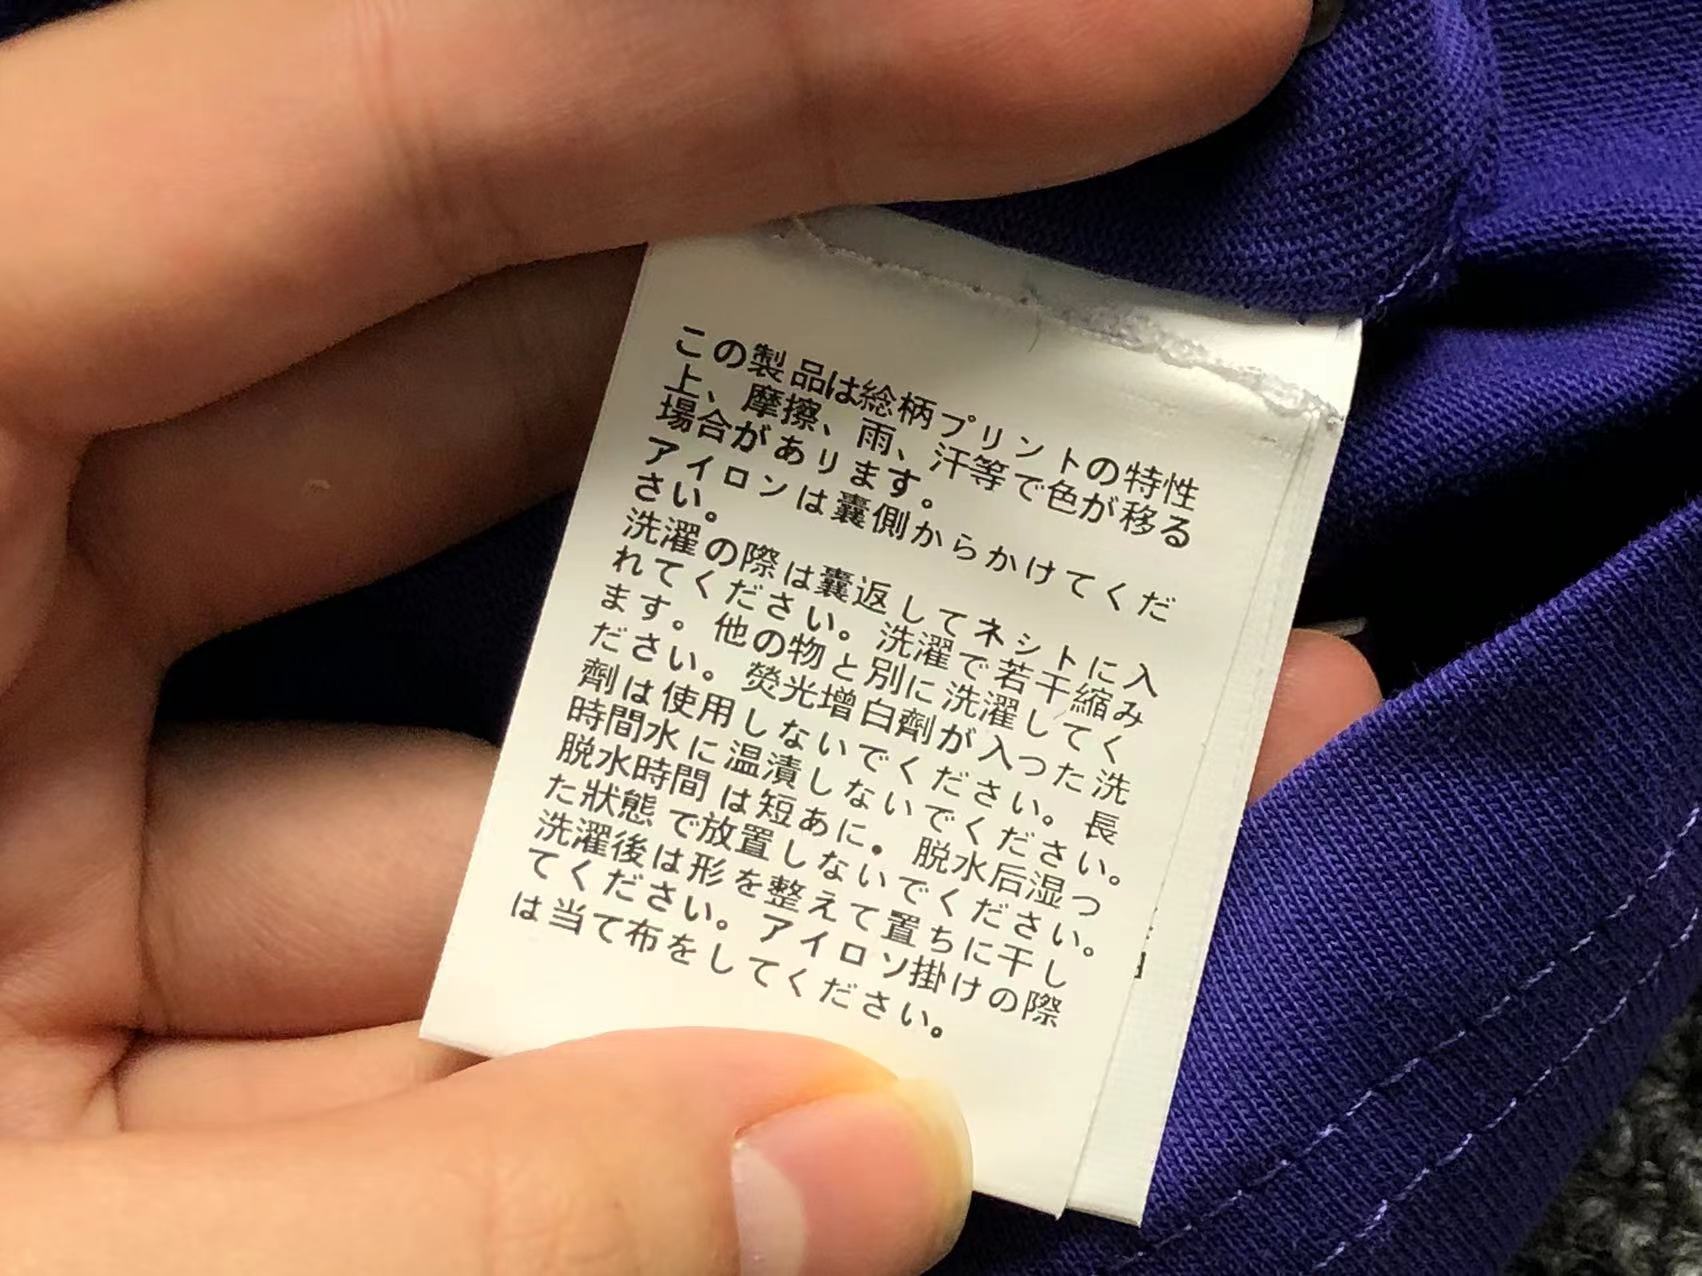 この製品は総柄プリントの特性
上、摩擦、雨、汗等で色が移る
場合があります。
アイロンは囊側からかけてくだ
さい。
洗濯の際は囊返してネシトに入
れてください。洗濯で若干縮み
ます。他の物と別に洗濯してく
ださい。熒光增白劑が入つた洗
劑は使用しないでください。長
時間水に温漬しないでください。
脱水時間は短あに。脱水后湿つ
た狀態で放置しないでください。
洗濯後は形を整えて置ちに干し
てください。アイロソ掛けの際
は当て布をしてください。